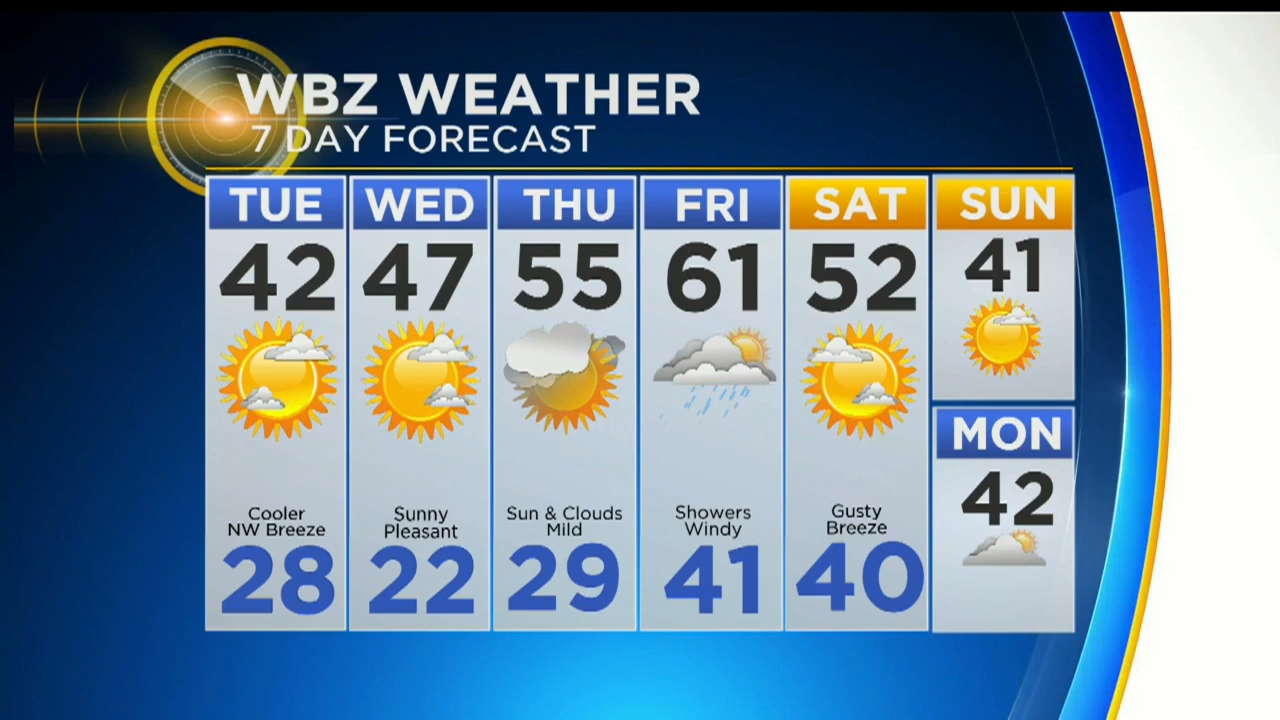 WBZ WEATHER
7 DAY FORECAST
TUE
42
Cooler
NW Breeze
28
WED
47
Sunny
Pleasant
22
THU
55
Sun & Clouds
Mild
29
FRI
61
Showers
Windy
41
SAT
52
Gusty
Breeze
40
SUN
41
MON
42